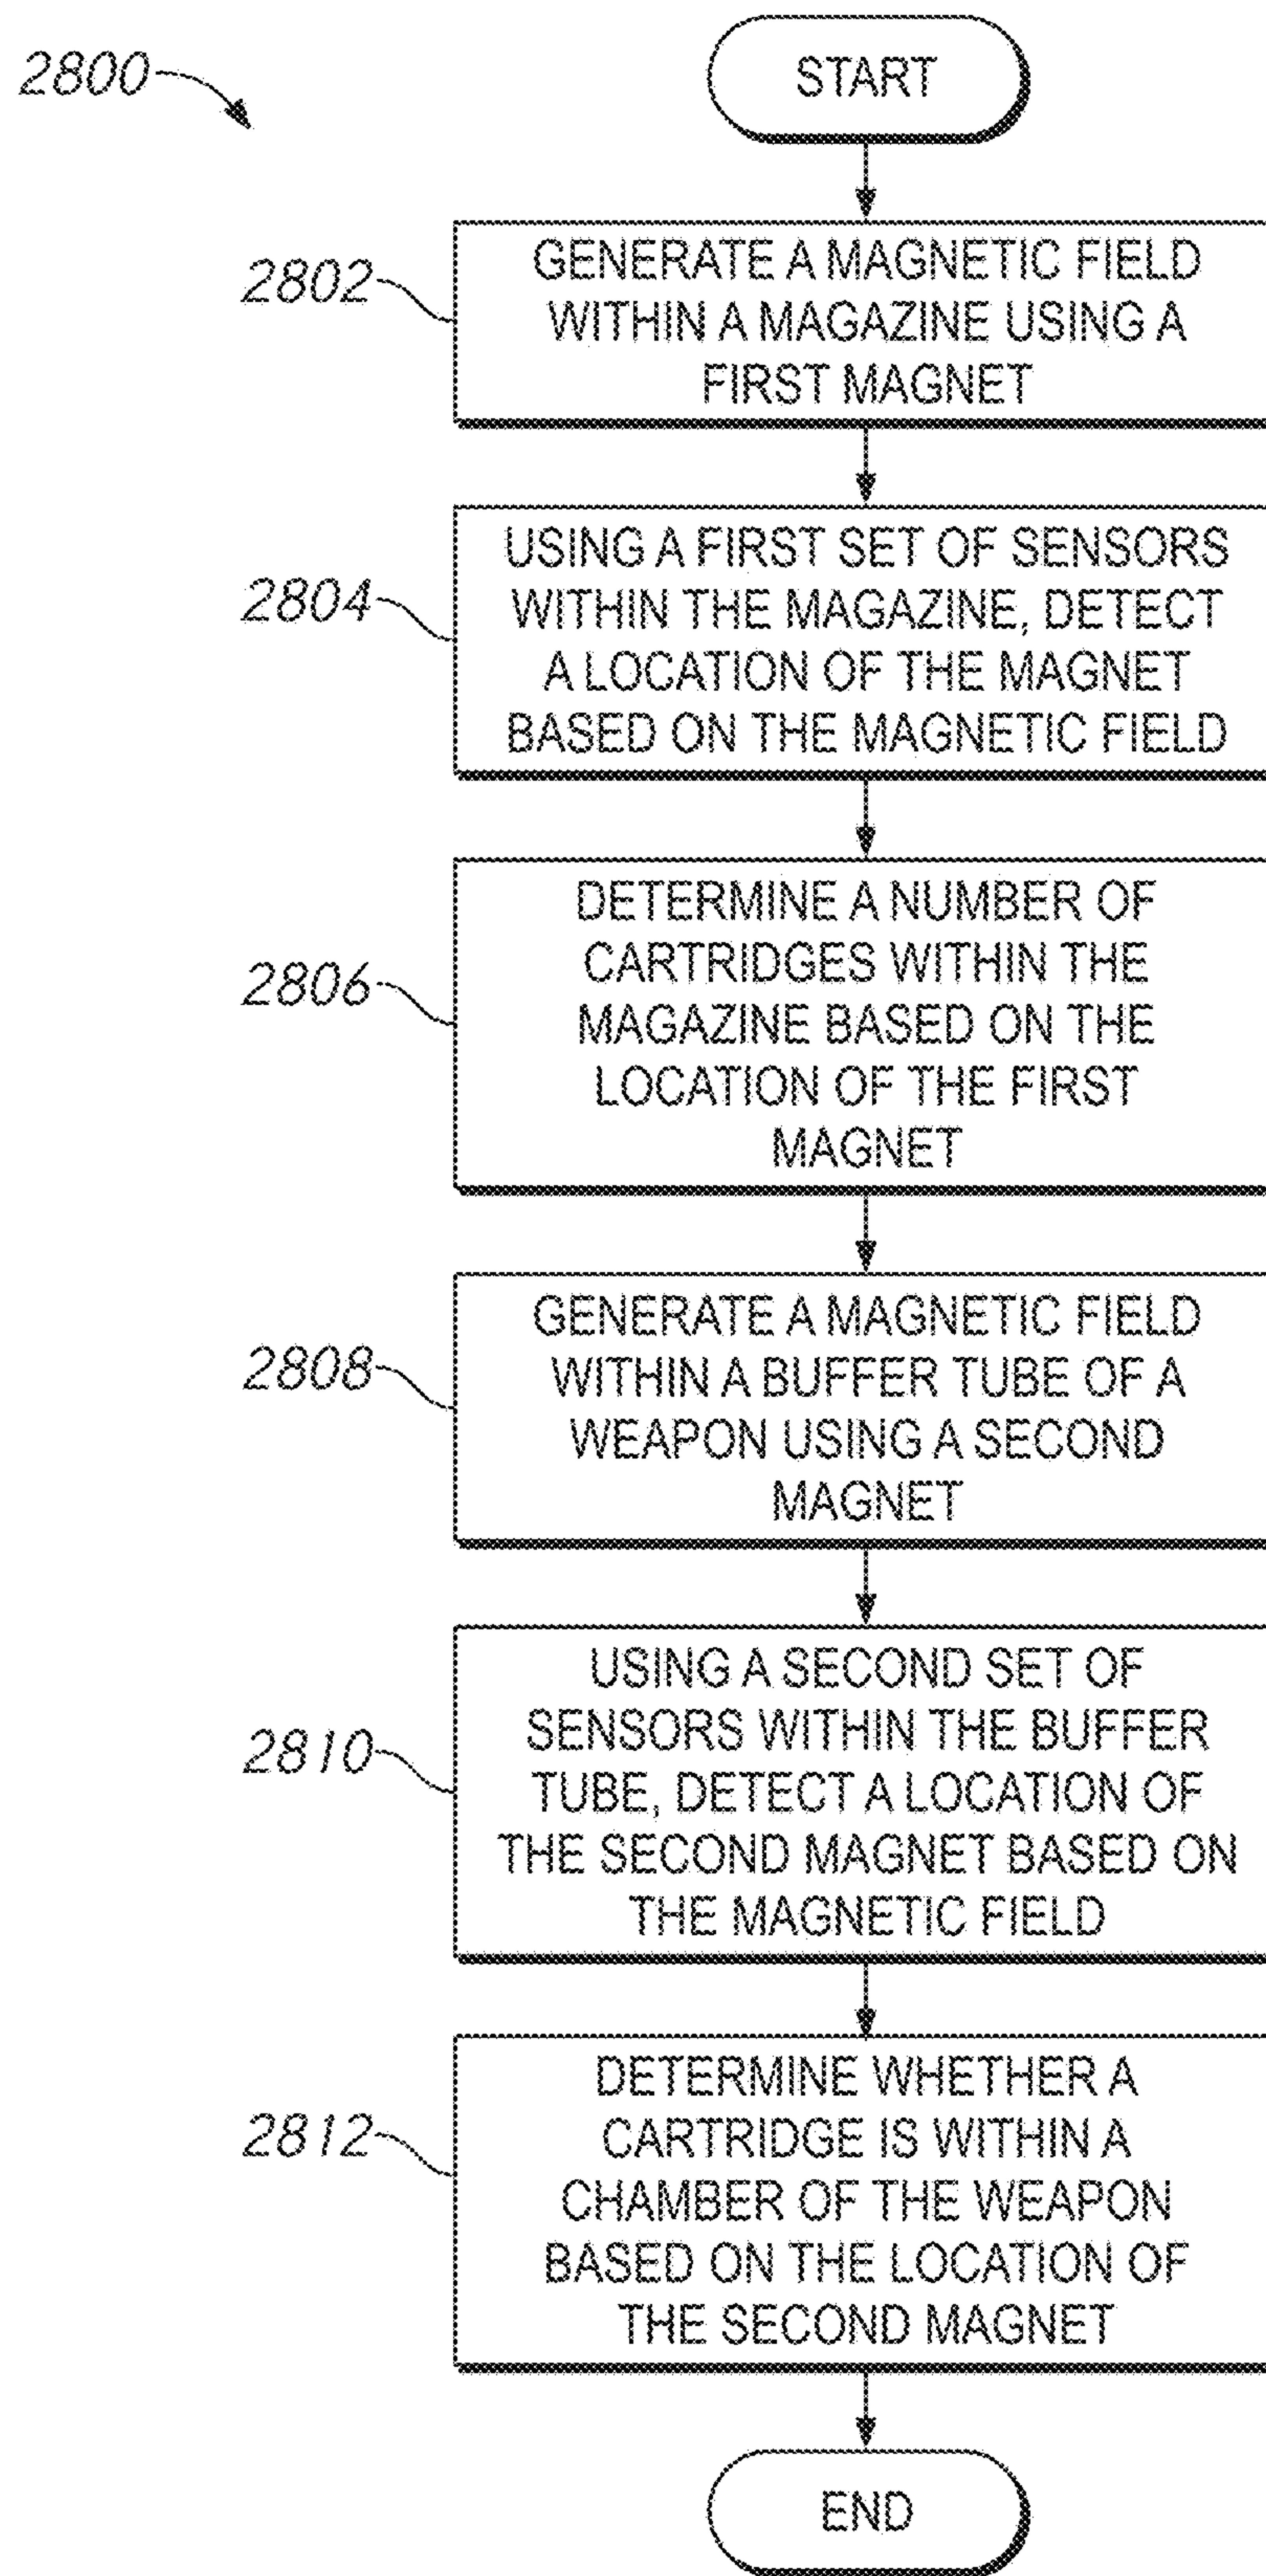 2800
START
2802
GENERATE A MAGNETIC FIELD
WITHIN A MAGAZINE USING A
FIRST MAGNET
2804
USING A FIRST SET OF SENSORS
WITHIN THE MAGAZINE, DETECT
A LOCATION OF THE MAGNET
BASED ON THE MAGNETIC FIELD
2806
DETERMINE A NUMBER OF
CARTRIDGES WITHIN THE
MAGAZINE BASED ON THE
LOCATION OF THE FIRST
MAGNET
2808
GENERATE A MAGNETIC FIELD
WITHIN A BUFFER TUBE OF A
WEAPON USING A SECOND
MAGNET
2810
USING A SECOND SET OF
SENSORS WITHIN THE BUFFER
TUBE, DETECT A LOCATION OF
THE SECOND MAGNET BASED ON
THE MAGNETIC FIELD
2812
DETERMINE WHETHER A
CARTRIDGE IS WITHIN A
CHAMBER OF THE WEAPON
BASED ON THE LOCATION OF
THE SECOND MAGNET
END